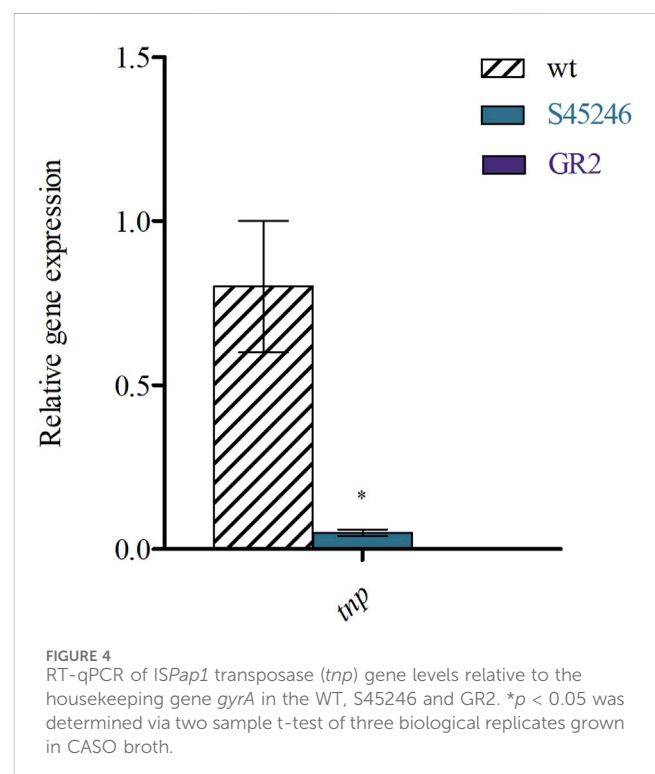 1.5
1.0
0.5
0.0
Relative gene expression
wt
S45246
GR2
*
tnp
FIGURE 4
RT-qPCR of ISPap1 transposase (tnp) gene levels relative to the
housekeeping gene gyrA in the WT, S45246 and GR2. *p < 0.05 was
determined via two sample t-test of three biological replicates grown
in CASO broth.